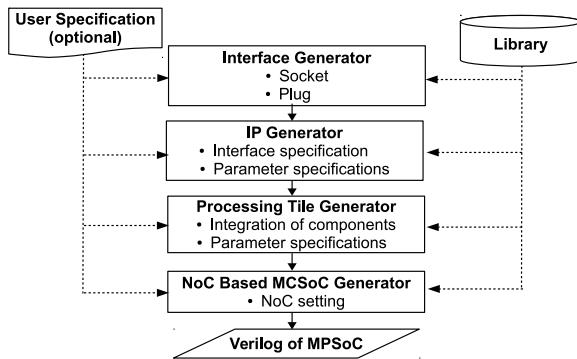 User Specification
(optional)
Library
Interface Generator
• Socket
• Plug
IP Generator
• Interface specification
• Parameter specifications
Processing Tile Generator
• Integration of components
• Parameter specifications
NoC Based MCSoC Generator
• NoC setting
Verilog of MPSoC